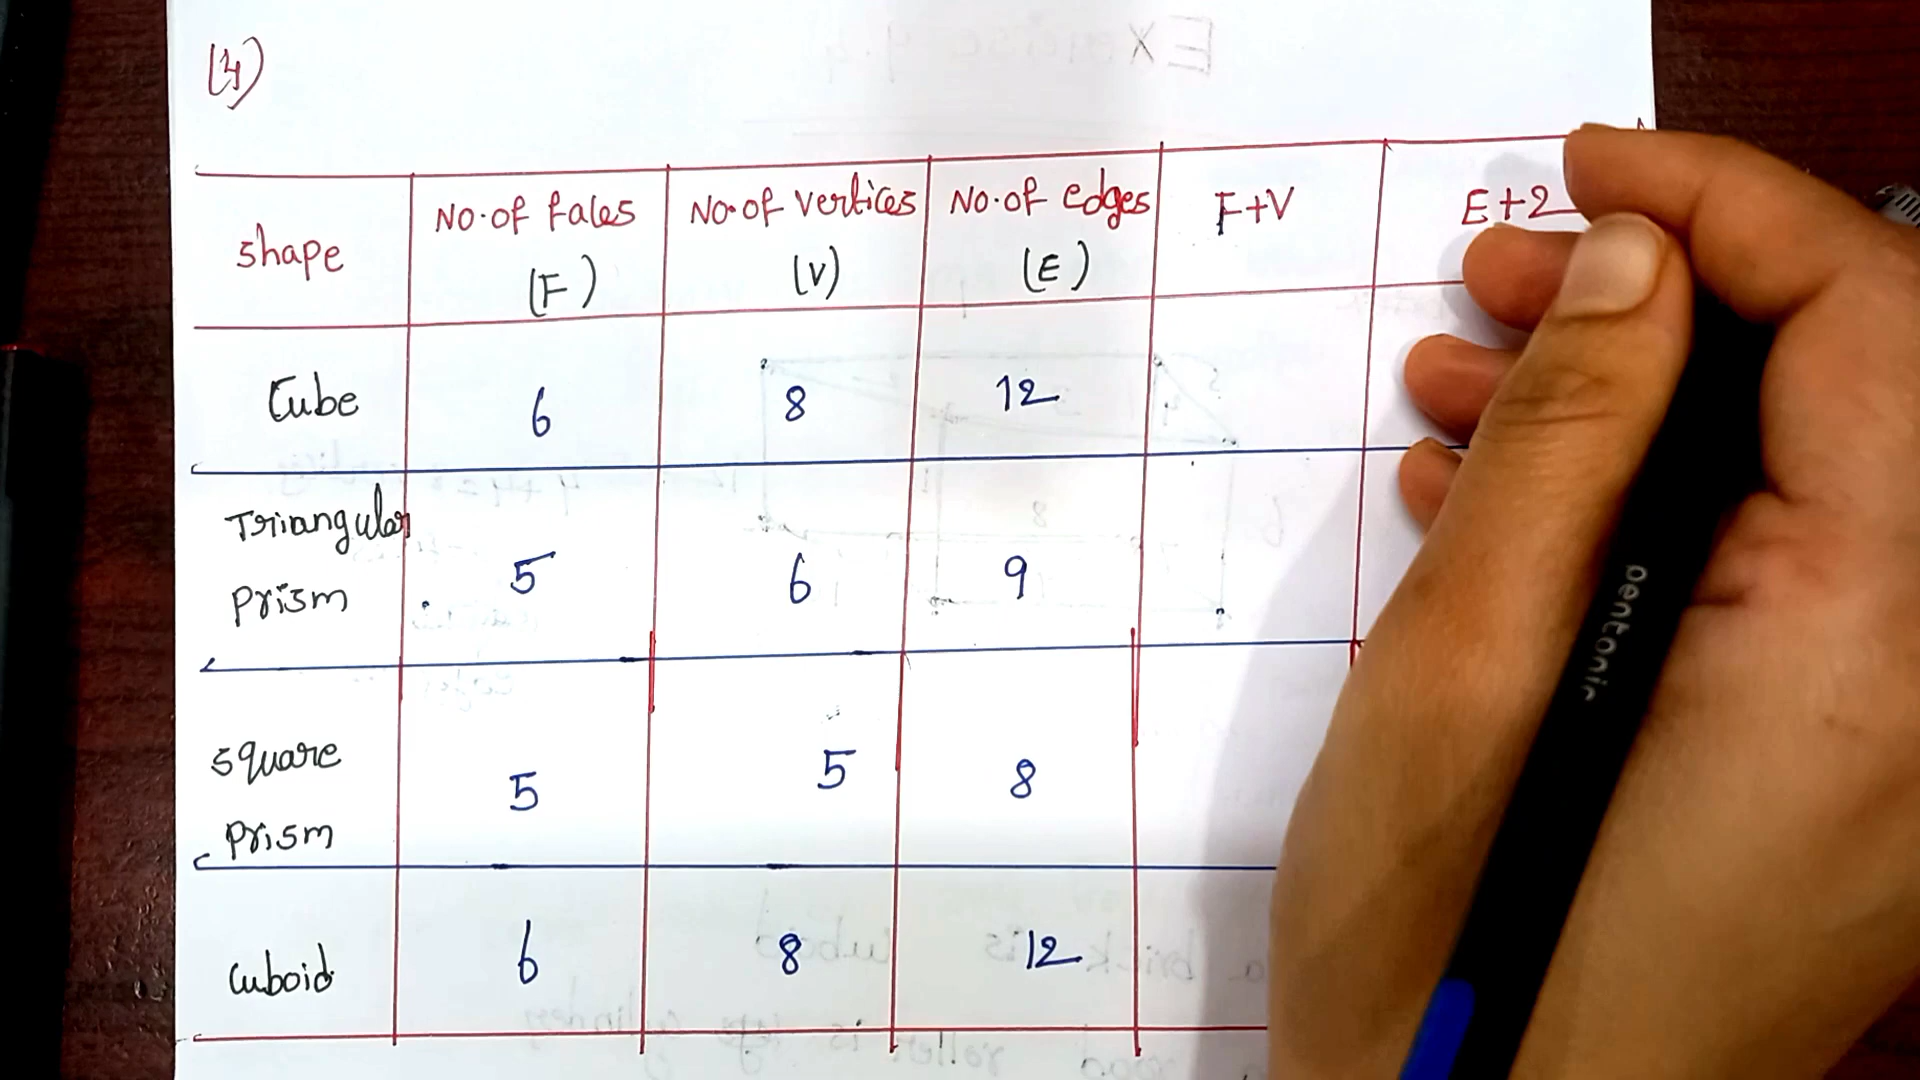 (4)
Shape
No. of faces
(F)
No. of vertices
(V)
No. of edges
(E)
F+V
E+2
Cube
6
8
12
Triangular
prism
5
6
9
square
prism
5
5
8
Cuboid
6
8
12
pentonic